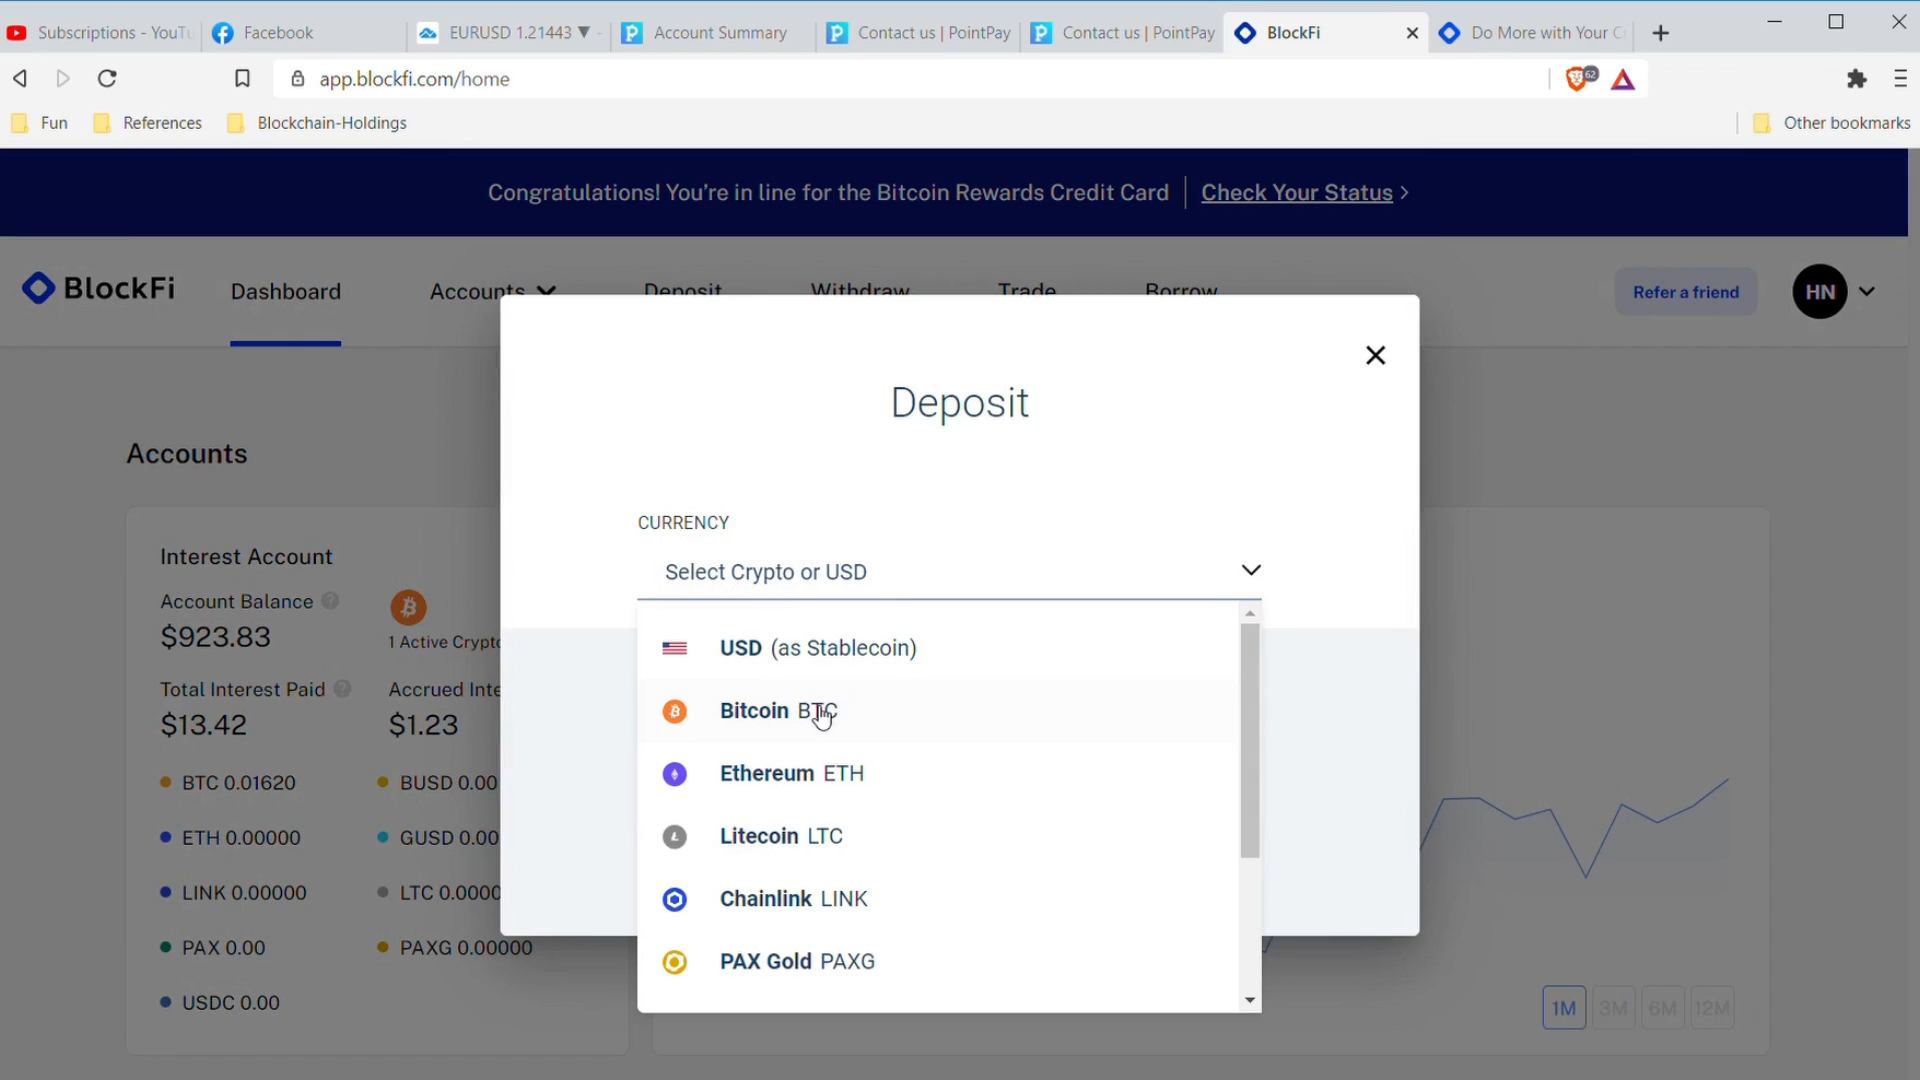 Subscriptions - YouTu
Facebook
EURUSD 1.21443 ▼ -
Account Summary
Contact us | PointPay
Contact us | PointPay
BlockFi
Do More with Your C
app.blockfi.com/home
62
Fun
References
Blockchain-Holdings
Other bookmarks
Congratulations! You're in line for the Bitcoin Rewards Credit Card
Check Your Status >
BlockFi
Dashboard
Accounts
Deposit
Withdraw
Trade
Borrow
Refer a friend
HN
Deposit
Accounts
CURRENCY
Select Crypto or USD
Interest Account
Account Balance ?
$923.83
1 Active Crypto
Total Interest Paid ?
$13.42
Accrued Inte
$1.23
BTC 0.01620
BUSD 0.00
ETH 0.00000
GUSD 0.00
LINK 0.00000
LTC 0.0000
PAX 0.00
PAXG 0.00000
USDC 0.00
USD (as Stablecoin)
Bitcoin BTC
Ethereum ETH
Litecoin LTC
Chainlink LINK
PAX Gold PAXG
1M
3M
6M
12M